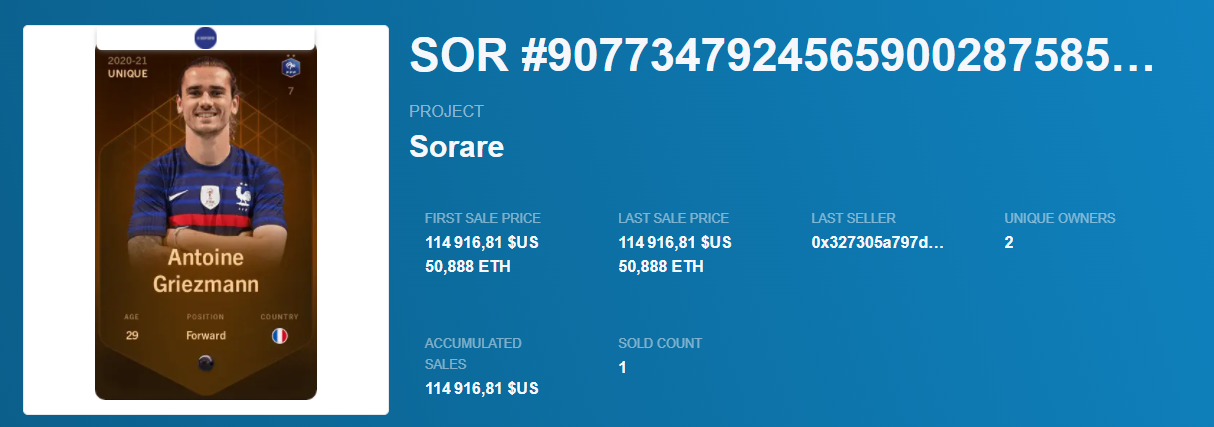 2020-21
UNIQUE
7
Antoine
Griezmann
AGE
POSITION
COUNTRY
29
Forward
SOR #9077347924565900287585...
PROJECT
Sorare
FIRST SALE PRICE
114 916,81 $US
50,888 ETH
LAST SALE PRICE
114 916,81 $US
50,888 ETH
LAST SELLER
0x327305a797d...
UNIQUE OWNERS
2
ACCUMULATED
SALES
114 916,81 $US
SOLD COUNT
1